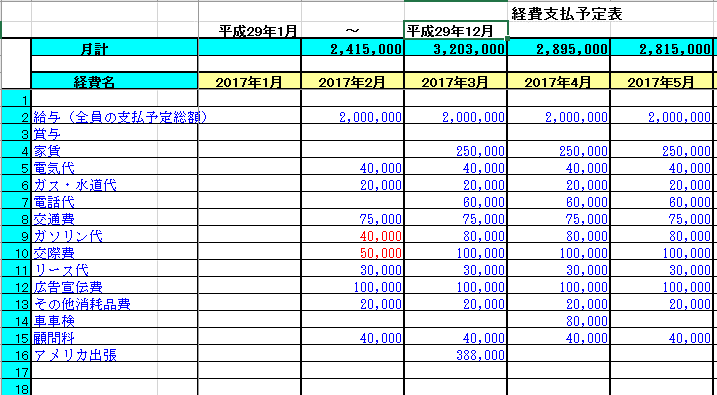 経費支払予定表
平成29年1月 ～ 平成29年12月
月計 2,415,000 3,203,000 2,895,000 2,815,000
経費名 2017年1月 2017年2月 2017年3月 2017年4月 2017年5月
1
2 給与（全員の支払予定総額） 2,000,000 2,000,000 2,000,000 2,000,000
3 賞与
4 家賃 250,000 250,000 250,000
5 電気代 40,000 40,000 40,000 40,000
6 ガス・水道代 20,000 20,000 20,000 20,000
7 電話代 60,000 60,000 60,000
8 交通費 75,000 75,000 75,000 75,000
9 ガソリン代 40,000 80,000 80,000 80,000
10 交際費 50,000 100,000 100,000 100,000
11 リース代 30,000 30,000 30,000 30,000
12 広告宣伝費 100,000 100,000 100,000 100,000
13 その他消耗品費 20,000 20,000 20,000 20,000
14 車車検 80,000
15 顧問料 40,000 40,000 40,000 40,000
16 アメリカ出張 388,000
17
18